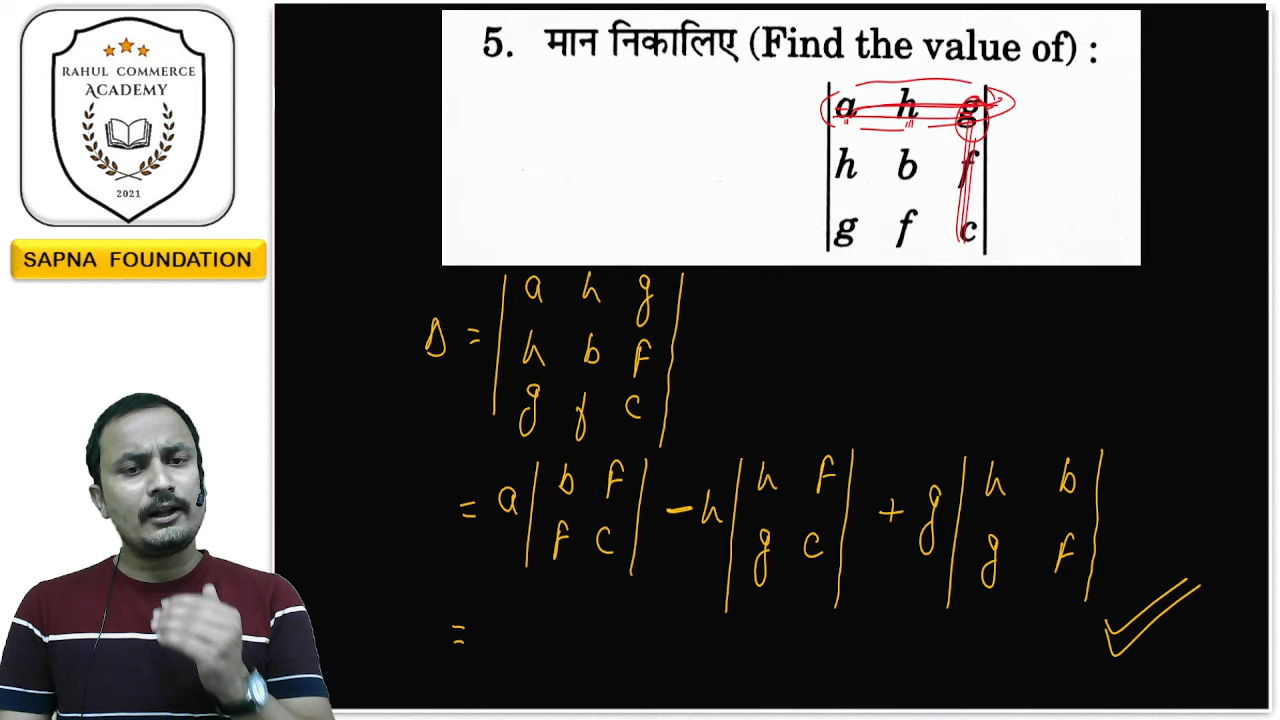 RAHUL COMMERCE
ACADEMY
2021
SAPNA FOUNDATION
5. मान निकालिए (Find the value of) :
| a h g |
| h b f |
| g f c |
Δ = | a h g |
| h b f |
| g f c |
= a | b f | - h | h f | + g | h b |
| f c | | g c | | g f |
=